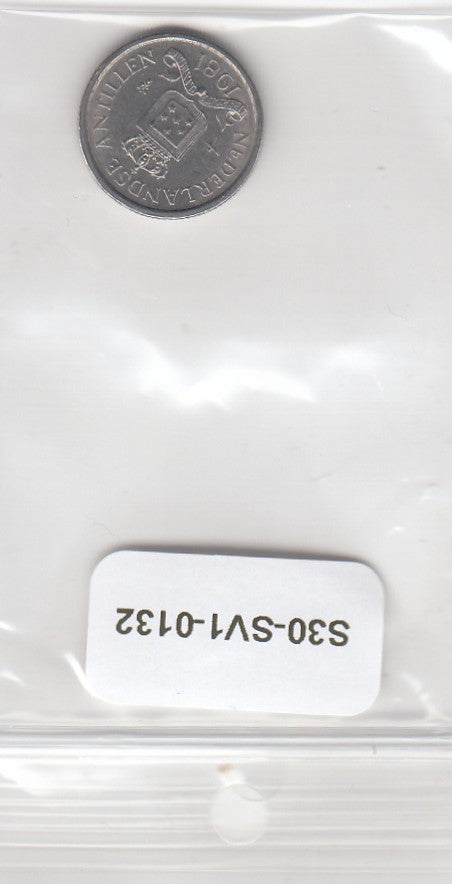 NEDERLANDSE ANTILLEN
1981
S30-SV1-0132